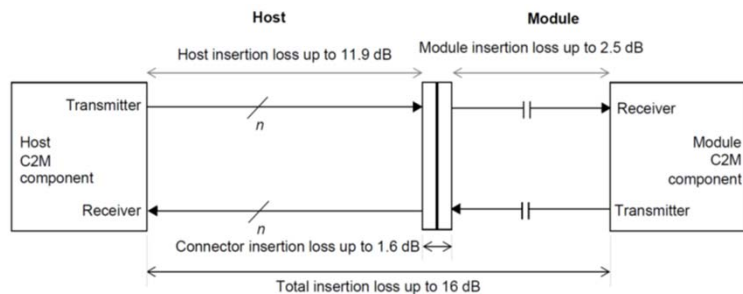 Host
Module
Host insertion loss up to 11.9 dB
Module insertion loss up to 2.5 dB
Transmitter
Receiver
n
Host
C2M
component
Module
C2M
component
Receiver
Transmitter
n
Connector insertion loss up to 1.6 dB
Total insertion loss up to 16 dB